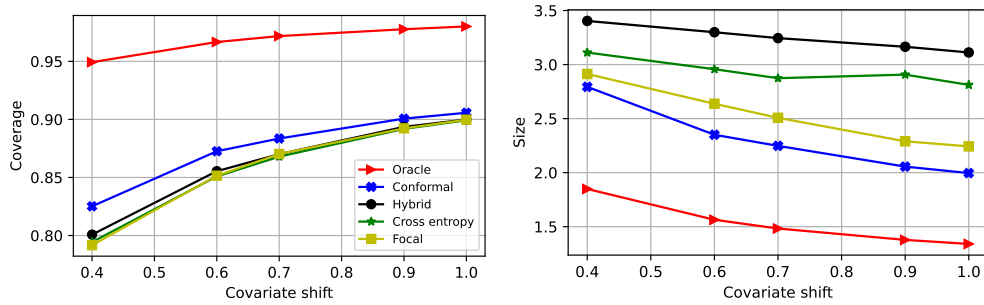 0.95
0.90
0.85
0.80
Coverage
0.4 0.5 0.6 0.7 0.8 0.9 1.0
Covariate shift
Oracle
Conformal
Hybrid
Cross entropy
Focal
3.5
3.0
2.5
2.0
1.5
Size
0.4 0.5 0.6 0.7 0.8 0.9 1.0
Covariate shift